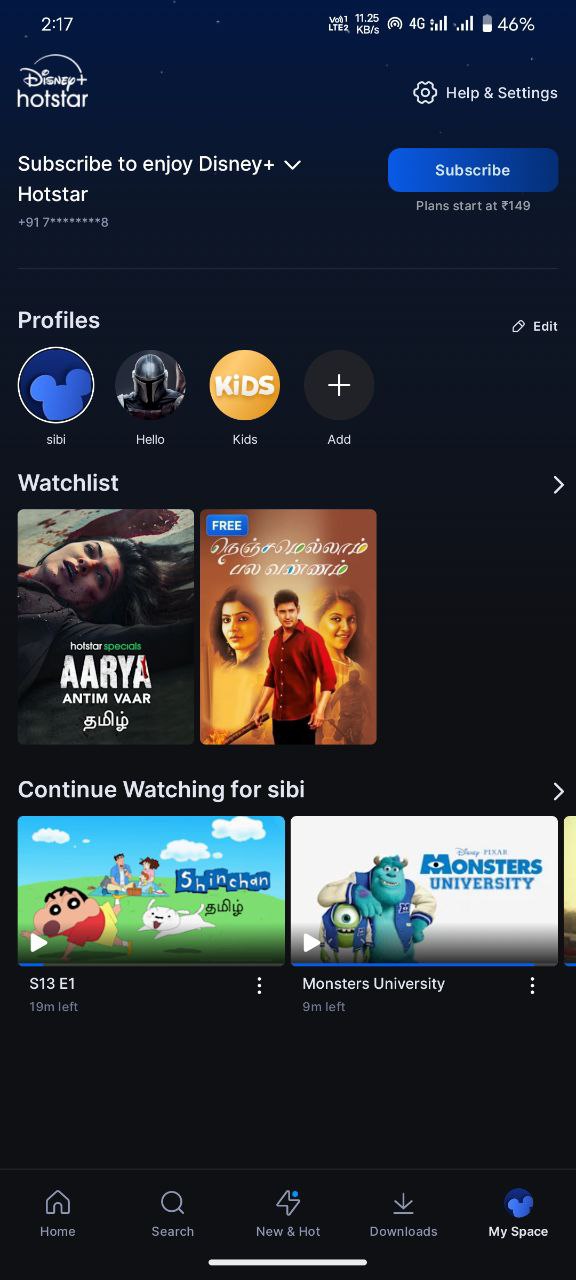 2:17
Vo)) 1
LTE2
11.25
KB/s
4G
46%
Disney+
hotstar
Help & Settings
Subscribe to enjoy Disney+
Hotstar
+91 7********8
Subscribe
Plans start at ₹149
Profiles
Edit
KiDS
sibi
Hello
Kids
Add
Watchlist
hotstar specials
AARYA
ANTIM VAAR
தமிழ்
FREE
நெஞ்சமெல்லாம்
பல வண்ணம்
Continue Watching for sibi
Shinchan
தமிழ்
Disney PIXAR
MONSTERS
UNIVERSITY
S13 E1
19m left
Monsters University
9m left
Home
Search
New & Hot
Downloads
My Space